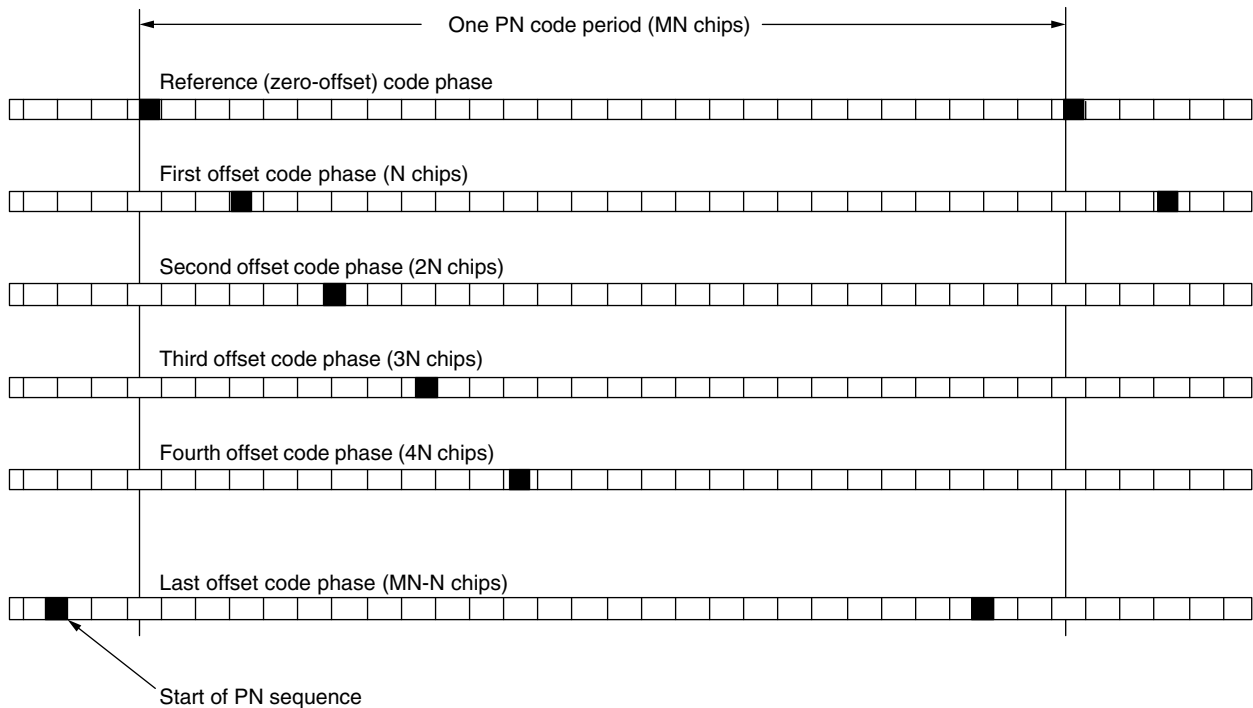 One PN code period (MN chips)
Reference (zero-offset) code phase
First offset code phase (N chips)
Second offset code phase (2N chips)
Third offset code phase (3N chips)
Fourth offset code phase (4N chips)
Last offset code phase (MN-N chips)
Start of PN sequence